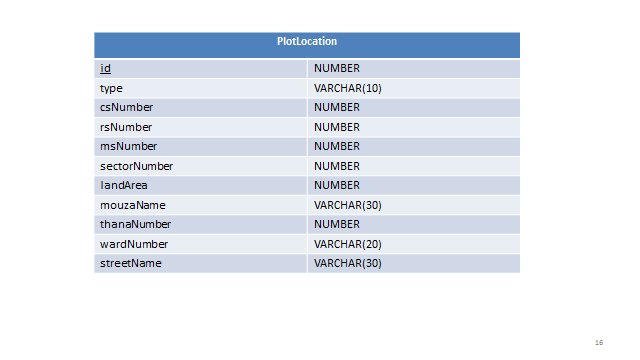 PlotLocation
id NUMBER
type VARCHAR(10)
csNumber NUMBER
rsNumber NUMBER
msNumber NUMBER
sectorNumber NUMBER
landArea NUMBER
mouzaName VARCHAR(30)
thanaNumber NUMBER
wardNumber VARCHAR(20)
streetName VARCHAR(30)
16